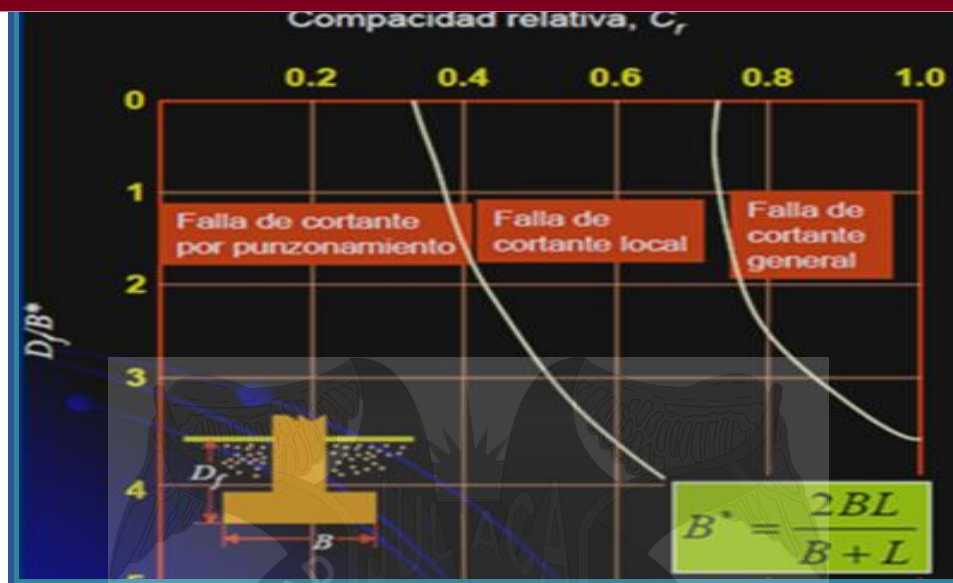 Compacidad relativa, Cr
0.2 0.4 0.6 0.8 1.0
0
1
Falla de cortante
por punzonamiento
Falla de
cortante local
Falla de
cortante
general
2
Df/B*
3
Df
4
B
B* = 2BL / B + L
5